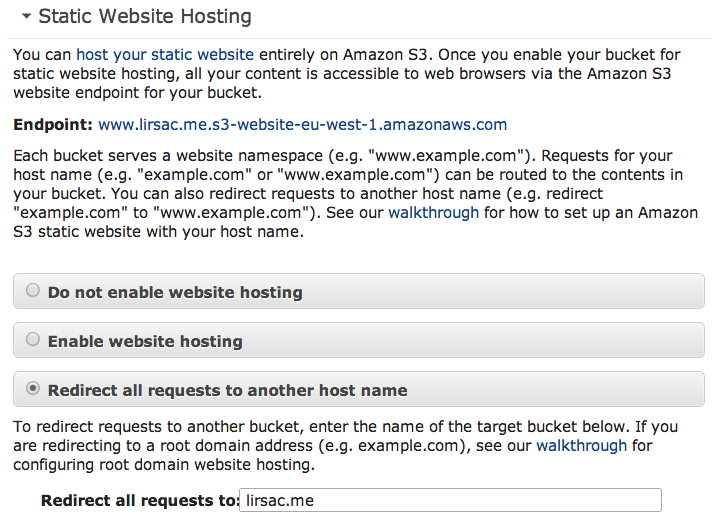 Static Website Hosting
You can host your static website entirely on Amazon S3. Once you enable your bucket for
static website hosting, all your content is accessible to web browsers via the Amazon S3
website endpoint for your bucket.
Endpoint: www.lirsac.me.s3-website-eu-west-1.amazonaws.com
Each bucket serves a website namespace (e.g. "www.example.com"). Requests for your
host name (e.g. "example.com" or "www.example.com") can be routed to the contents in
your bucket. You can also redirect requests to another host name (e.g. redirect
"example.com" to "www.example.com"). See our walkthrough for how to set up an Amazon
S3 static website with your host name.
Do not enable website hosting
Enable website hosting
Redirect all requests to another host name
To redirect requests to another bucket, enter the name of the target bucket below. If you
are redirecting to a root domain address (e.g. example.com), see our walkthrough for
configuring root domain website hosting.
Redirect all requests to: lirsac.me